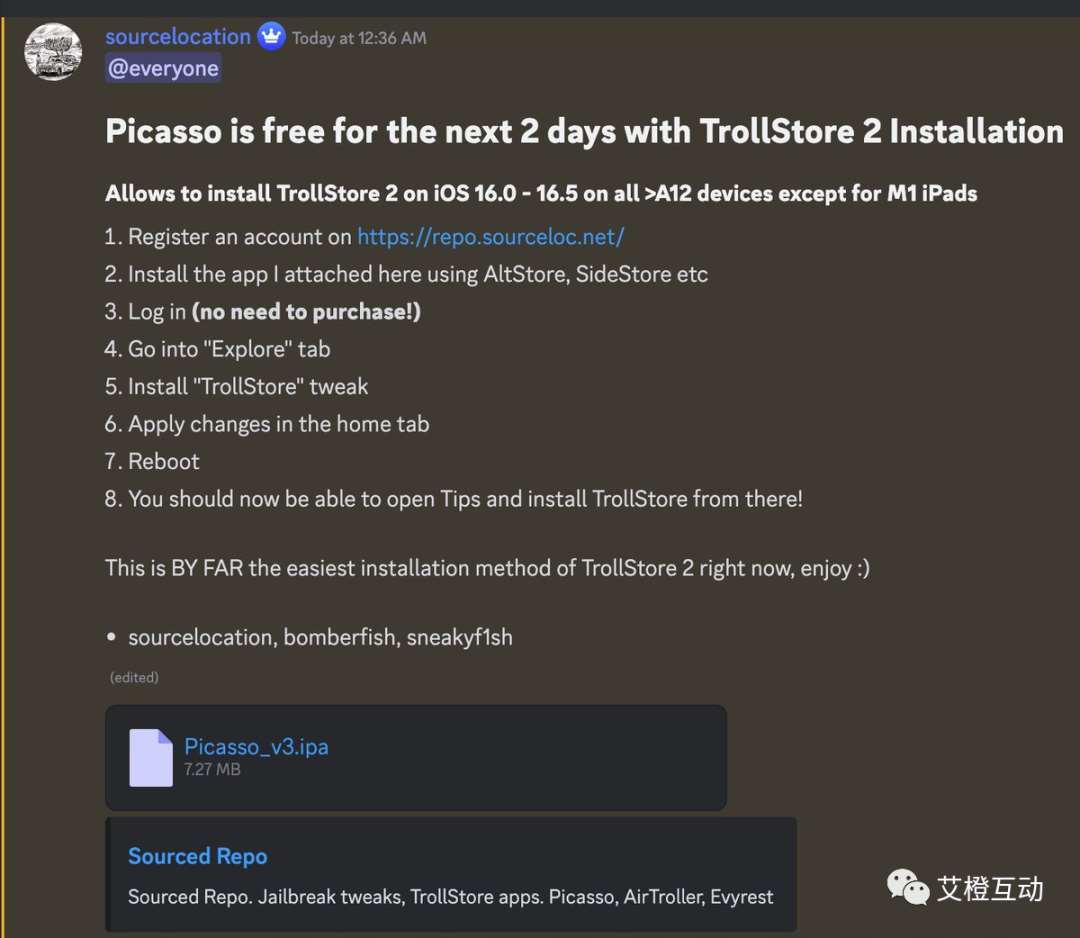 sourcelocation Today at 12:36 AM
@everyone
Picasso is free for the next 2 days with TrollStore 2 Installation
Allows to install TrollStore 2 on iOS 16.0 - 16.5 on all >A12 devices except for M1 iPads
1. Register an account on https://repo.sourceloc.net/
2. Install the app I attached here using AltStore, SideStore etc
3. Log in (no need to purchase!)
4. Go into "Explore" tab
5. Install "TrollStore" tweak
6. Apply changes in the home tab
7. Reboot
8. You should now be able to open Tips and install TrollStore from there!
This is BY FAR the easiest installation method of TrollStore 2 right now, enjoy :)
• sourcelocation, bomberfish, sneakyf1sh
(edited)
Picasso_v3.ipa
7.27 MB
Sourced Repo
Sourced Repo. Jailbreak tweaks, TrollStore apps. Picasso, AirTroller, Evyrest
艾橙互动